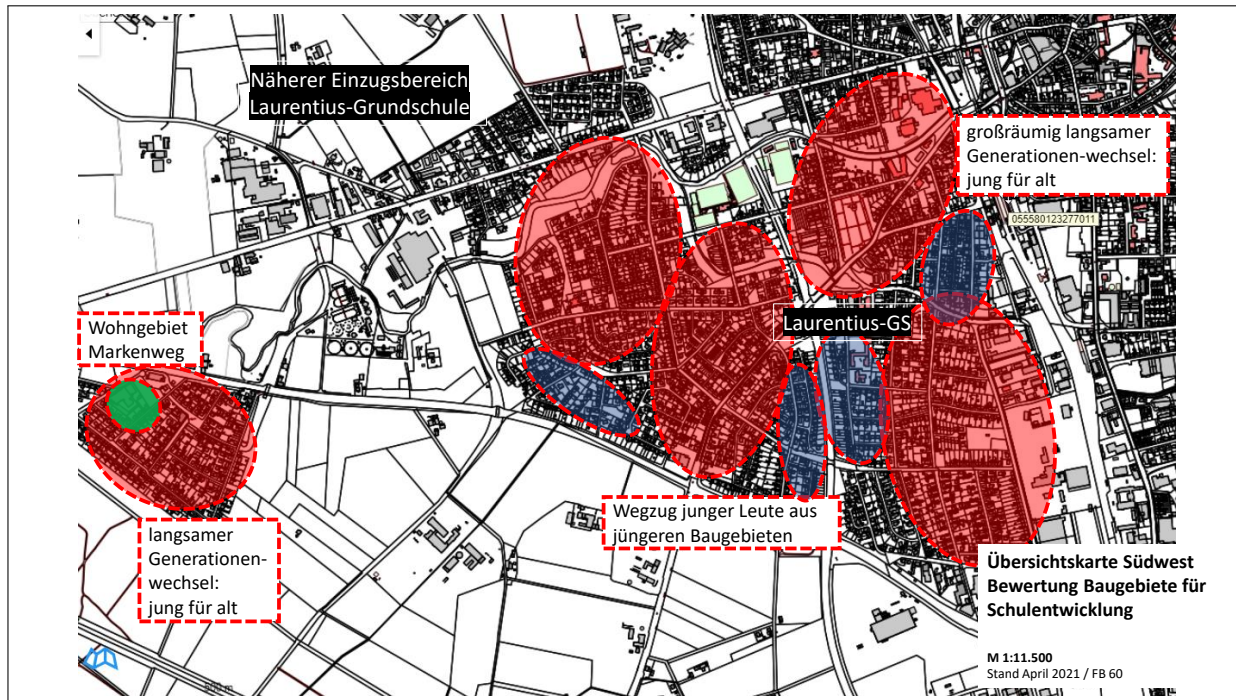 Näherer Einzugsbereich
Laurentius-Grundschule
großräumig langsamer
Generationen-wechsel:
jung für alt
055580123277011
Laurentius-GS
Wohngebiet
Markenweg
Wegzug junger Leute aus
jüngeren Baugebieten
langsamer
Generationen-
wechsel:
jung für alt
Übersichtskarte Südwest
Bewertung Baugebiete für
Schulentwicklung
M 1:11.500
Stand April 2021 / FB 60